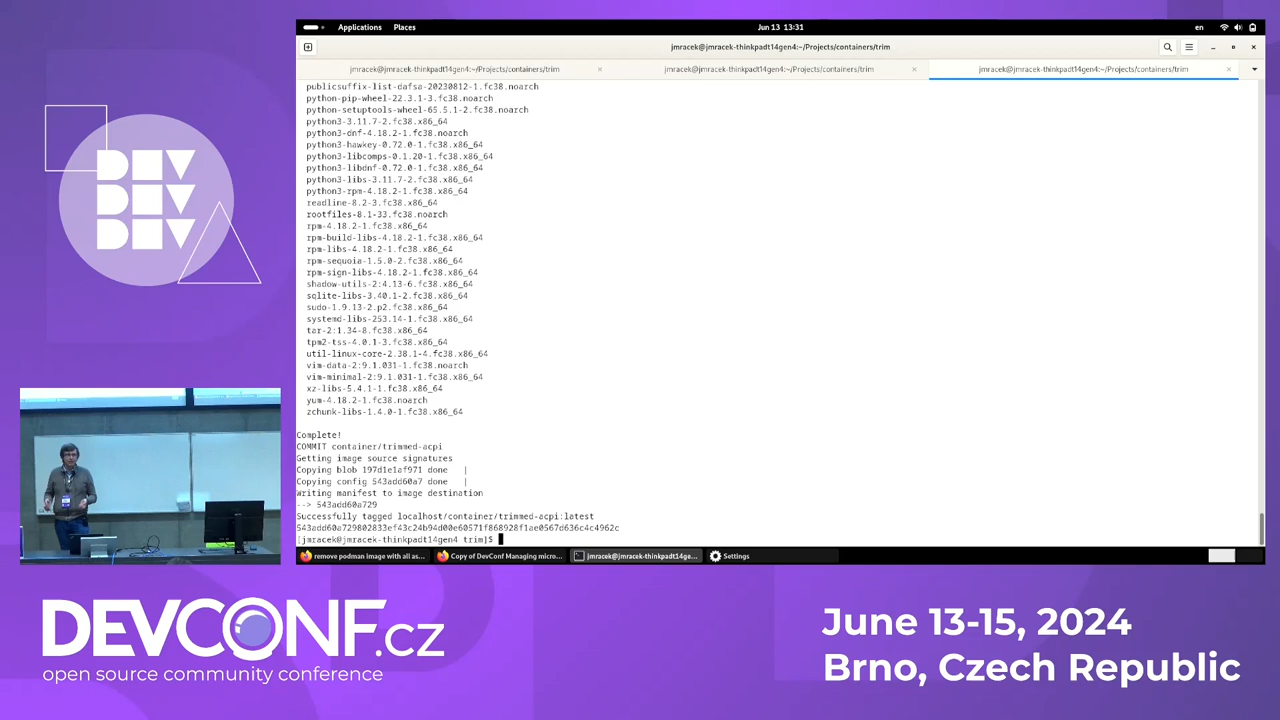 Applications Places Jun 13 13:31 en
jmracek@jmracek-thinkpadt14gen4:~/Projects/containers/trim
jmracek@jmracek-thinkpadt14gen4:~/Projects/containers/trim jmracek@jmracek-thinkpadt14gen4:~/Projects/containers/trim jmracek@jmracek-thinkpadt14gen4:~/Projects/containers/trim
publicsuffix-list-dafsa-20230812-1.fc38.noarch
python-pip-wheel-22.3.1-3.fc38.noarch
python-setuptools-wheel-65.5.1-2.fc38.noarch
python3-3.11.7-2.fc38.x86_64
python3-dnf-4.18.2-1.fc38.noarch
python3-hawkey-0.72.0-1.fc38.x86_64
python3-libcomps-0.1.20-1.fc38.x86_64
python3-libdnf-0.72.0-1.fc38.x86_64
python3-libs-3.11.7-2.fc38.x86_64
python3-rpm-4.18.2-1.fc38.x86_64
readline-8.2-3.fc38.x86_64
rootfiles-8.1-33.fc38.noarch
rpm-4.18.2-1.fc38.x86_64
rpm-build-libs-4.18.2-1.fc38.x86_64
rpm-libs-4.18.2-1.fc38.x86_64
rpm-sequoia-1.5.0-2.fc38.x86_64
rpm-sign-libs-4.18.2-1.fc38.x86_64
shadow-utils-2:4.13-6.fc38.x86_64
sqlite-libs-3.40.1-2.fc38.x86_64
sudo-1.9.13-2.p2.fc38.x86_64
systemd-libs-253.14-1.fc38.x86_64
tar-2:1.34-8.fc38.x86_64
tpm2-tss-4.0.1-3.fc38.x86_64
util-linux-core-2.38.1-4.fc38.x86_64
vim-data-2:9.1.031-1.fc38.noarch
vim-minimal-2:9.1.031-1.fc38.x86_64
xz-libs-5.4.1-1.fc38.x86_64
yum-4.18.2-1.fc38.noarch
zchunk-libs-1.4.0-1.fc38.x86_64
Complete!
COMMIT container/trimmed-acpi
Getting image source signatures
Copying blob 197d1e1af971 done |
Copying config 543add60a7 done |
Writing manifest to image destination
--> 543add60a729
Successfully tagged localhost/container/trimmed-acpi:latest
543add60a729802833ef43c24b94d00e60571f868928f1ae0567d636c4c4962c
[jmracek@jmracek-thinkpadt14gen4 trim]$
remove podman image with all as... Copy of DevConf Managing micro... jmracek@jmracek-thinkpadt14ge... Settings
DEV
DEV
DEV
DEVCONF.cz
open source community conference
June 13-15, 2024
Brno, Czech Republic